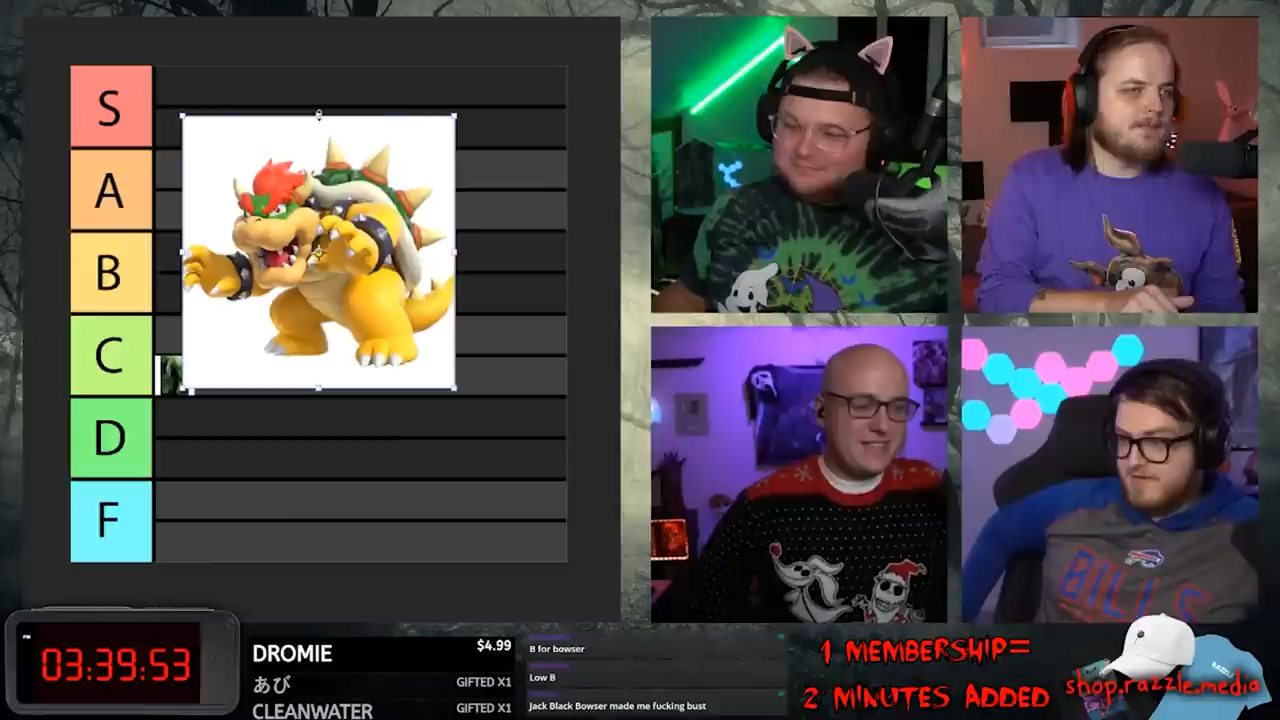 S
A
B
C
D
F
PM
03:39:53
DROMIE $4.99
あび GIFTED X1
CLEANWATER GIFTED X1
B for bowser
Low B
Jack Black Bowser made me fucking bust
1 MEMBERSHIP=
2 MINUTES ADDED
shop.razzle.media
BILLS